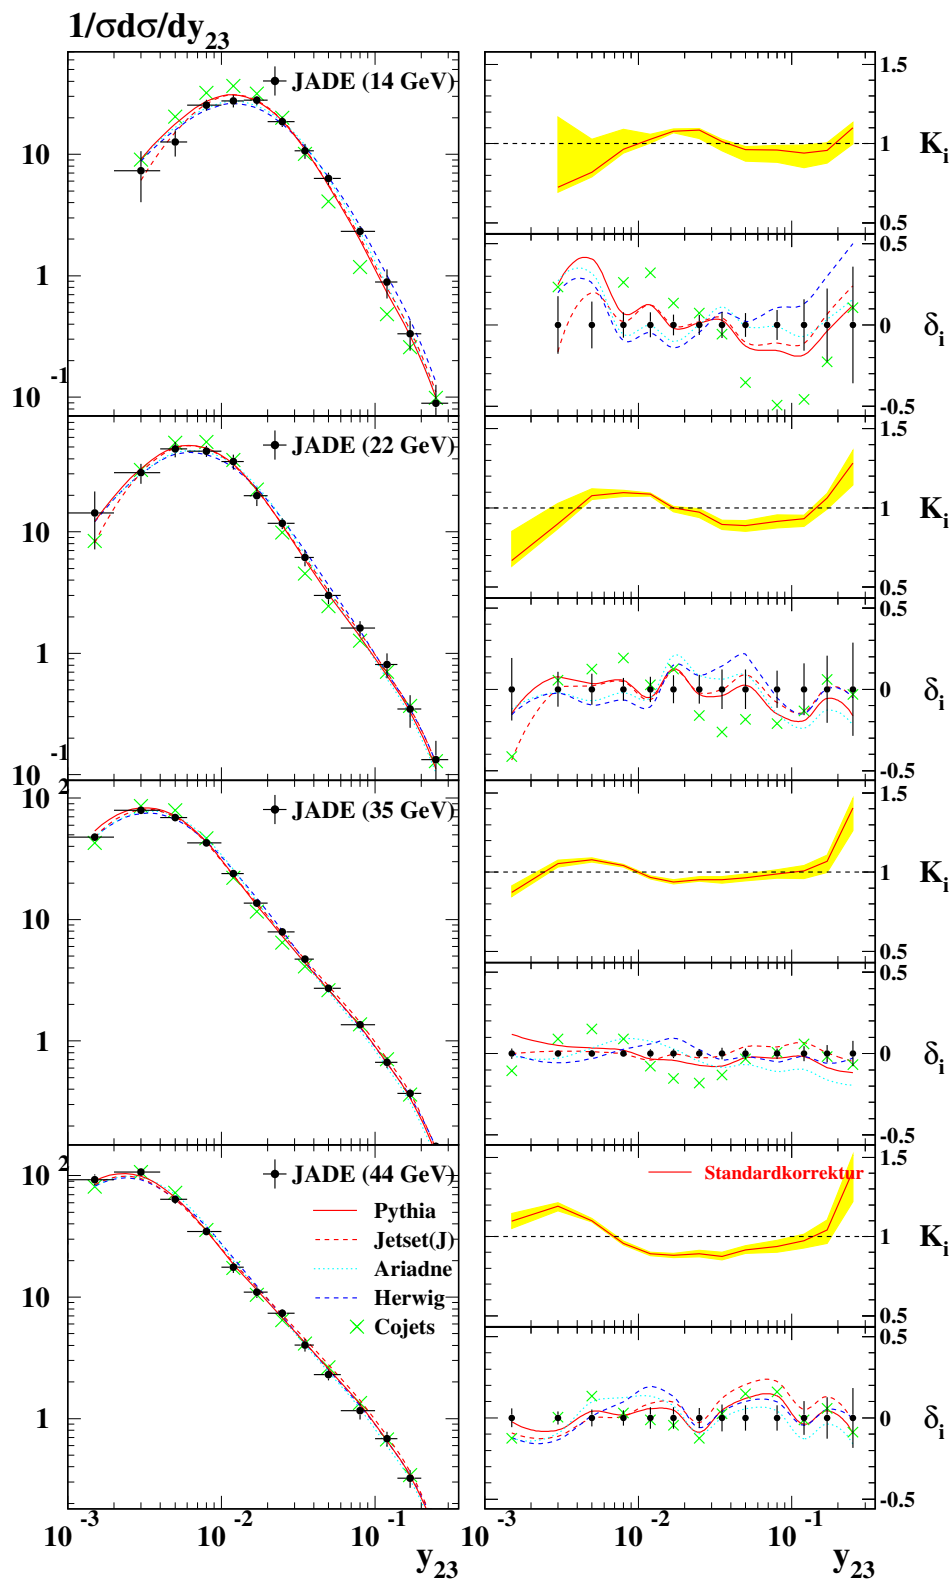 1/σdσ/dy23
JADE (14 GeV)
10
1
10 -1
JADE (22 GeV)
10
1
10 -1
JADE (35 GeV)
10 2
10
1
JADE (44 GeV)
10 2
Pythia
Jetset(J)
Ariadne
Herwig
Cojets
10
1
10 -3
10 -2
10 -1
y23
1.5
1
0.5
Ki
0.5
0
-0.5
δi
1.5
1
0.5
Ki
0.5
0
-0.5
δi
1.5
1
0.5
Ki
0.5
0
-0.5
δi
Standardkorrektur
1.5
1
0.5
Ki
0.5
0
-0.5
δi
10 -3
10 -2
10 -1
y23